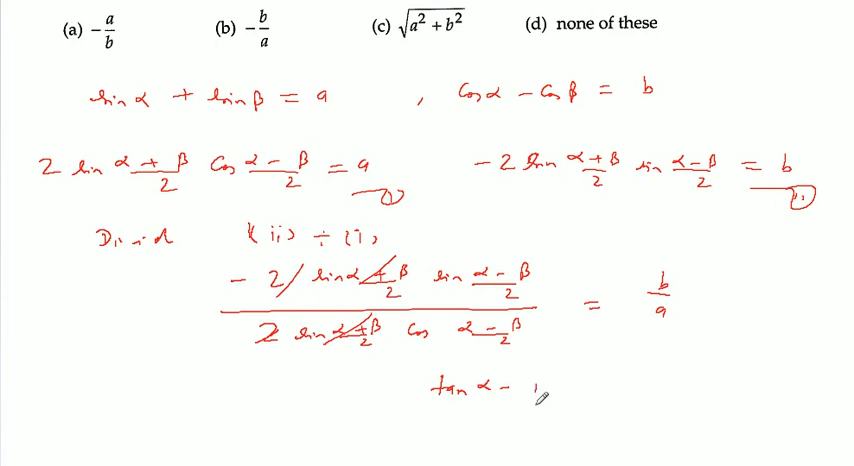 (a) −a/b (b) −b/a (c) √(a² + b²) (d) none of these
sin α + sin β = a , cos α − cos β = b
2 sin (α + β)/2 cos (α − β)/2 = a (i) − 2 sin (α + β)/2 sin (α − β)/2 = b (ii)
Divid (ii) ÷ (i)
(− 2 sin (α + β)/2 sin (α − β)/2) / (2 sin (α + β)/2 cos (α − β)/2) = b/a
tan α −